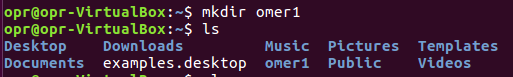 opr@opr-VirtualBox:~$ mkdir omer1
opr@opr-VirtualBox:~$ ls
Desktop Downloads Music Pictures Templates
Documents examples.desktop omer1 Public Videos